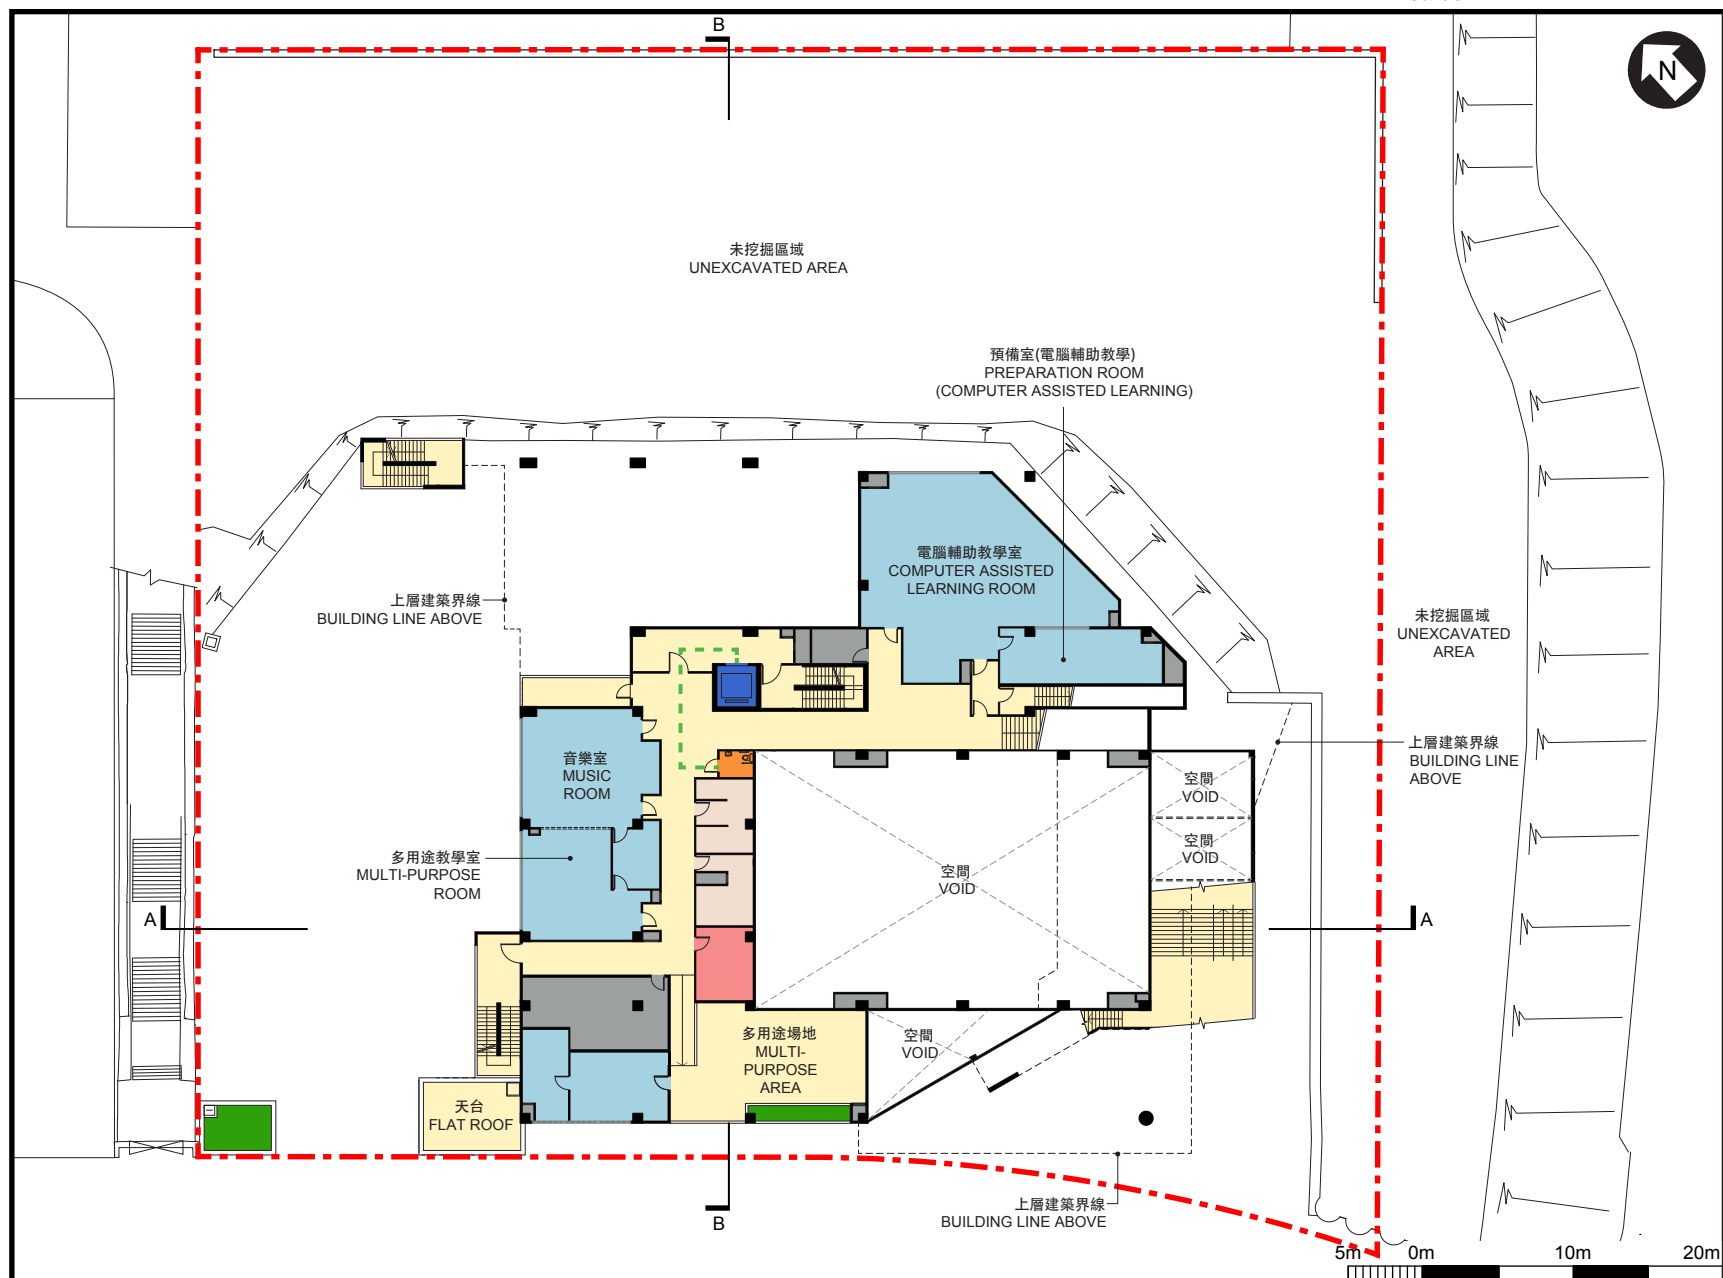 B
N
未挖掘區域
UNEXCAVATED AREA
預備室(電腦輔助教學)
PREPARATION ROOM
(COMPUTER ASSISTED LEARNING)
電腦輔助教學室
COMPUTER ASSISTED
LEARNING ROOM
上層建築界線
BUILDING LINE ABOVE
未挖掘區域
UNEXCAVATED
AREA
音樂室
MUSIC
ROOM
上層建築界線
BUILDING LINE
ABOVE
空間
VOID
空間
VOID
多用途教學室
MULTI-PURPOSE
ROOM
空間
VOID
A
A
多用途場地
MULTI-
PURPOSE
AREA
空間
VOID
天台
FLAT ROOF
上層建築界線
BUILDING LINE ABOVE
B
5m 0m 10m 20m